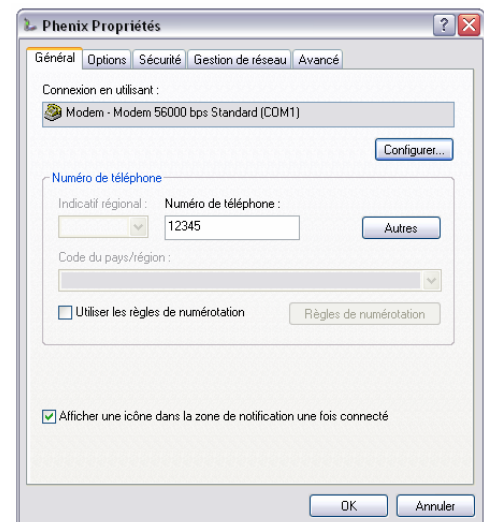 Phenix Propriétés
Général Options Sécurité Gestion de réseau Avancé
Connexion en utilisant :
Modem - Modem 56000 bps Standard (COM1)
Configurer...
Numéro de téléphone
Indicatif régional : Numéro de téléphone :
12345 Autres
Code du pays/région :
Utiliser les règles de numérotation Règles de numérotation
Afficher une icône dans la zone de notification une fois connecté
OK Annuler